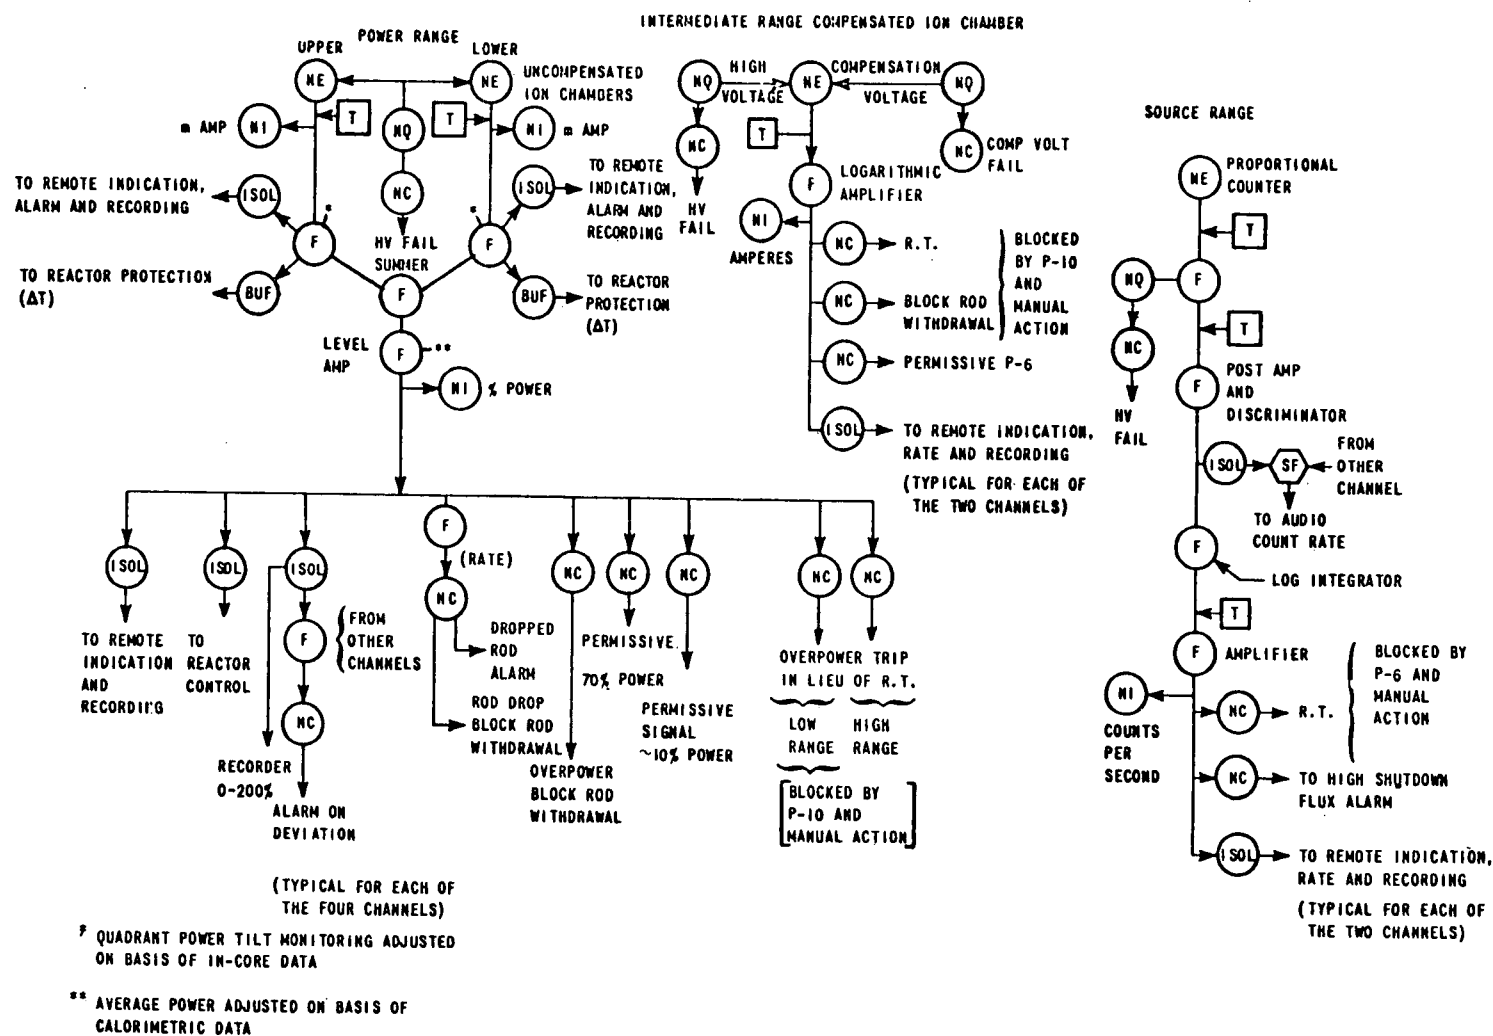 INTERMEDIATE RANGE COMPENSATED ION CHAMBER
POWER RANGE
UPPER
LOWER
NE
NE
UNCOMPENSATED
ION CHAMBERS
m AMP
NI
T
NQ
T
NI
m AMP
TO REMOTE INDICATION,
ALARM AND RECORDING
ISOL
NC
ISOL
TO REMOTE
INDICATION,
ALARM AND
RECORDING
*
*
F
HV FAIL
F
TO REACTOR PROTECTION
(ΔT)
BUF
SUMMER
F
BUF
TO REACTOR
PROTECTION
(ΔT)
LEVEL
AMP
F
**
NI
% POWER
NQ
HIGH
VOLTAGE
NE
COMPENSATION
VOLTAGE
NQ
T
NC
HV
FAIL
NC
COMP VOLT
FAIL
F
LOGARITHMIC
AMPLIFIER
NI
AMPERES
NC
R.T.
NC
BLOCK ROD
WITHDRAWAL
BLOCKED
BY P-10
AND
MANUAL
ACTION
NC
PERMISSIVE P-6
ISOL
TO REMOTE INDICATION,
RATE AND RECORDING
(TYPICAL FOR EACH OF
THE TWO CHANNELS)
SOURCE RANGE
NE
PROPORTIONAL
COUNTER
T
NQ
F
T
NC
HV
FAIL
F
POST AMP
AND
DISCRIMINATOR
ISOL
SF
FROM
OTHER
CHANNEL
TO AUDIO
COUNT RATE
F
LOG INTEGRATOR
T
F
AMPLIFIER
NI
COUNTS
PER
SECOND
NC
R.T.
BLOCKED BY
P-6 AND
MANUAL
ACTION
NC
TO HIGH SHUTDOWN
FLUX ALARM
ISOL
TO REMOTE INDICATION,
RATE AND RECORDING
(TYPICAL FOR EACH OF
THE TWO CHANNELS)
ISOL
TO REMOTE
INDICATION
AND
RECORDING
ISOL
TO
REACTOR
CONTROL
ISOL
F
FROM
OTHER
CHANNELS
NC
RECORDER
0-200%
ALARM ON
DEVIATION
F
(RATE)
NC
DROPPED
ROD
ALARM
ROD DROP
BLOCK ROD
WITHDRAWAL
NC
OVERPOWER
BLOCK ROD
WITHDRAWAL
NC
PERMISSIVE
70% POWER
NC
PERMISSIVE
SIGNAL
~10% POWER
NC
NC
OVERPOWER TRIP
IN LIEU OF R.T.
LOW
RANGE
HIGH
RANGE
BLOCKED BY
P-10 AND
MANUAL ACTION
(TYPICAL FOR EACH OF
THE FOUR CHANNELS)
* QUADRANT POWER TILT MONITORING ADJUSTED
ON BASIS OF IN-CORE DATA
** AVERAGE POWER ADJUSTED ON BASIS OF
CALORIMETRIC DATA